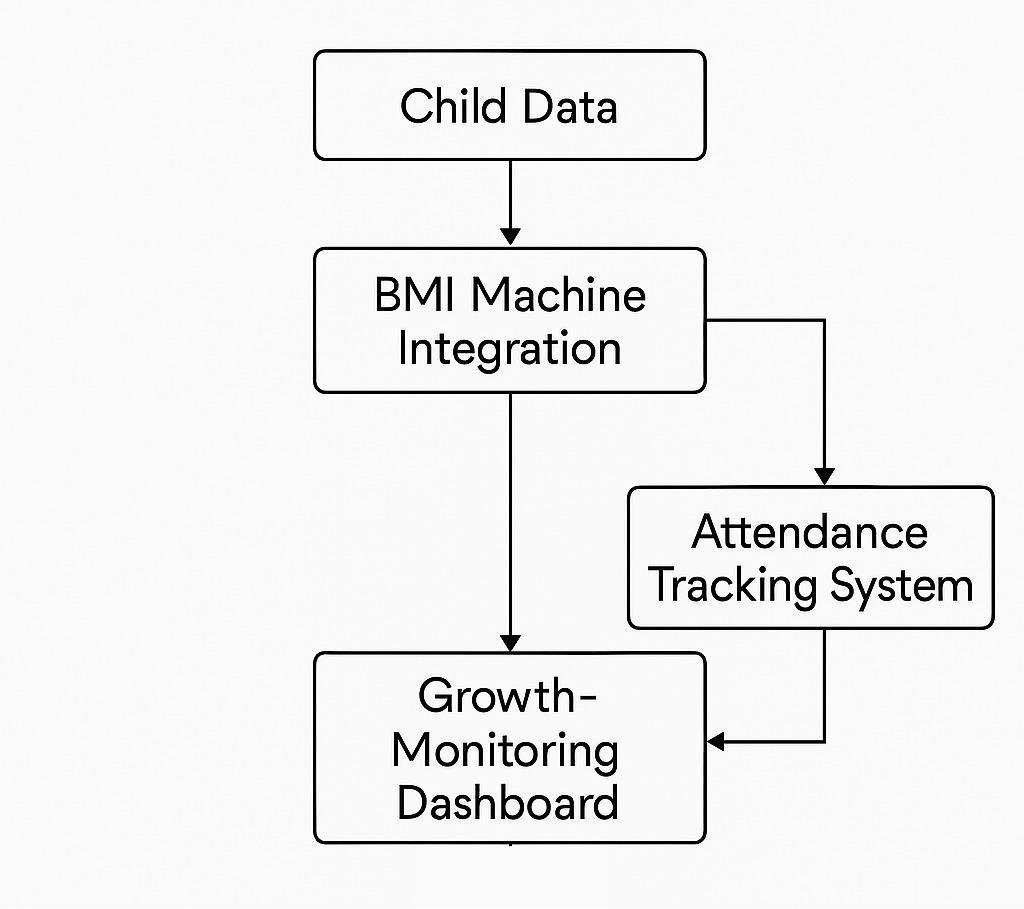 Child Data
BMI Machine
Integration
Attendance
Tracking System
Growth-
Monitoring
Dashboard